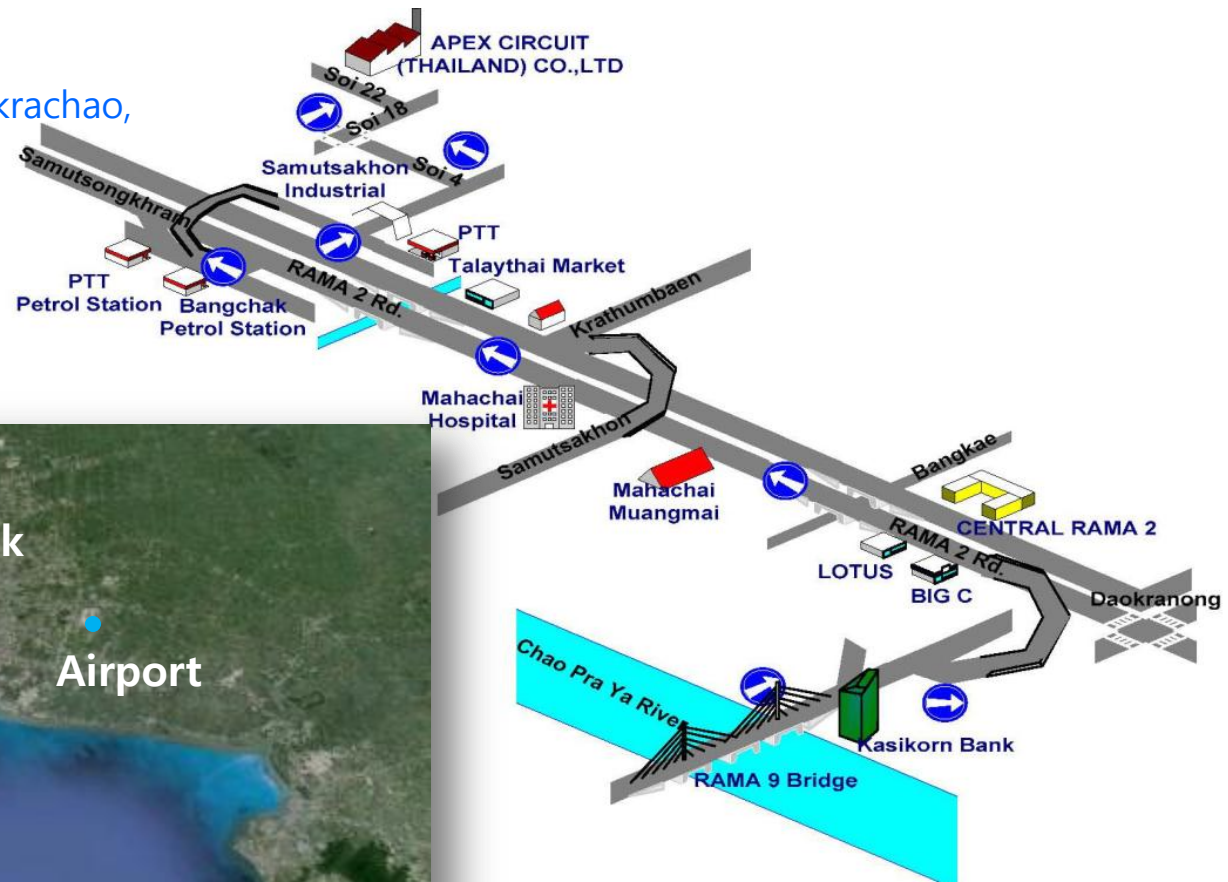 APEX CIRCUIT
(THAILAND) CO.,LTD
krachao,
Soi 22
Soi 18
Soi 4
Samutsakhon
Industrial
Samutsongkhram
PTT
Talaythai Market
PTT
Petrol Station
Bangchak
Petrol Station
RAMA 2 Rd.
Krathumbaen
Mahachai
Hospital
Samutsakhon
Mahachai
Muangmai
Bangkae
CENTRAL RAMA 2
RAMA 2 Rd.
LOTUS
BIG C
Daokranong
k
Airport
Chao Pra Ya River
Kasikorn Bank
RAMA 9 Bridge